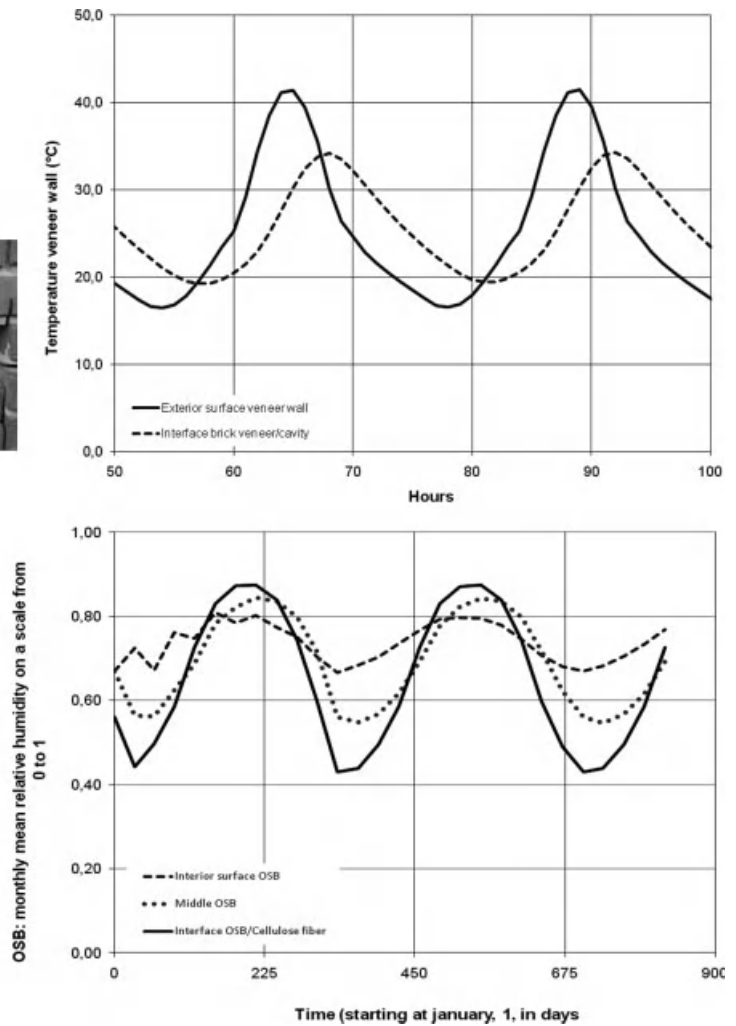 Temperature veneer wall (°C)
50,0
40,0
30,0
20,0
10,0
0,0
Exterior surface veneer wall
Interface brick veneer/cavity
50 60 70 80 90 100
Hours
OSB: monthly mean relative humidity on a scale from
0 to 1
1,00
0,80
0,60
0,40
0,20
0,00
Interior surface OSB
Middle OSB
Interface OSB/Cellulose fiber
0 225 450 675 900
Time (starting at january, 1, in days